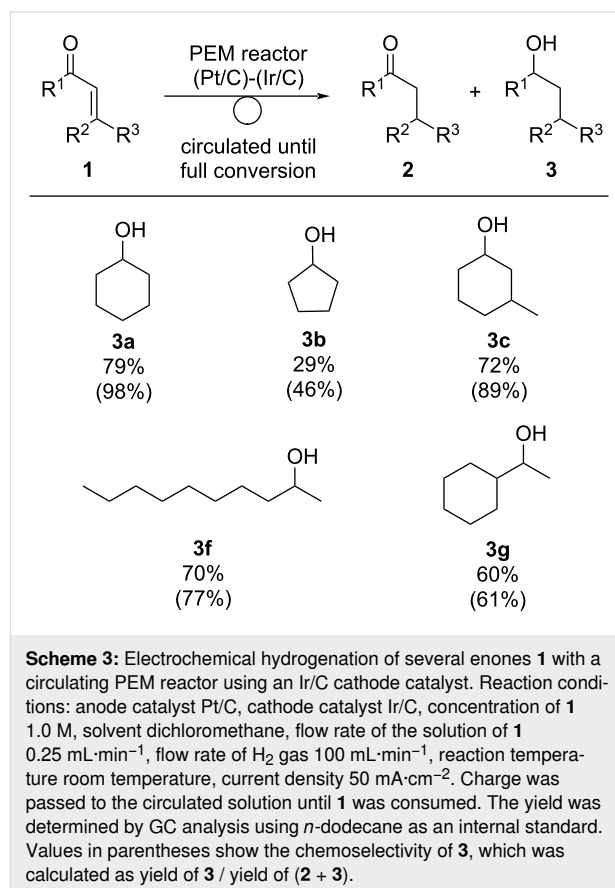 O
R1
R2 R3
1
PEM reactor
(Pt/C)-(Ir/C)
circulated until
full conversion
O
R1
R2 R3
2
+
OH
R1
R2 R3
3
OH
3a
79%
(98%)
OH
3b
29%
(46%)
OH
3c
72%
(89%)
OH
3f
70%
(77%)
OH
3g
60%
(61%)
Scheme 3: Electrochemical hydrogenation of several enones 1 with a
circulating PEM reactor using an Ir/C cathode catalyst. Reaction condi-
tions: anode catalyst Pt/C, cathode catalyst Ir/C, concentration of 1
1.0 M, solvent dichloromethane, flow rate of the solution of 1
0.25 mL·min−1, flow rate of H2 gas 100 mL·min−1, reaction tempera-
ture room temperature, current density 50 mA·cm−2. Charge was
passed to the circulated solution until 1 was consumed. The yield was
determined by GC analysis using n-dodecane as an internal standard.
Values in parentheses show the chemoselectivity of 3, which was
calculated as yield of 3 / yield of (2 + 3).